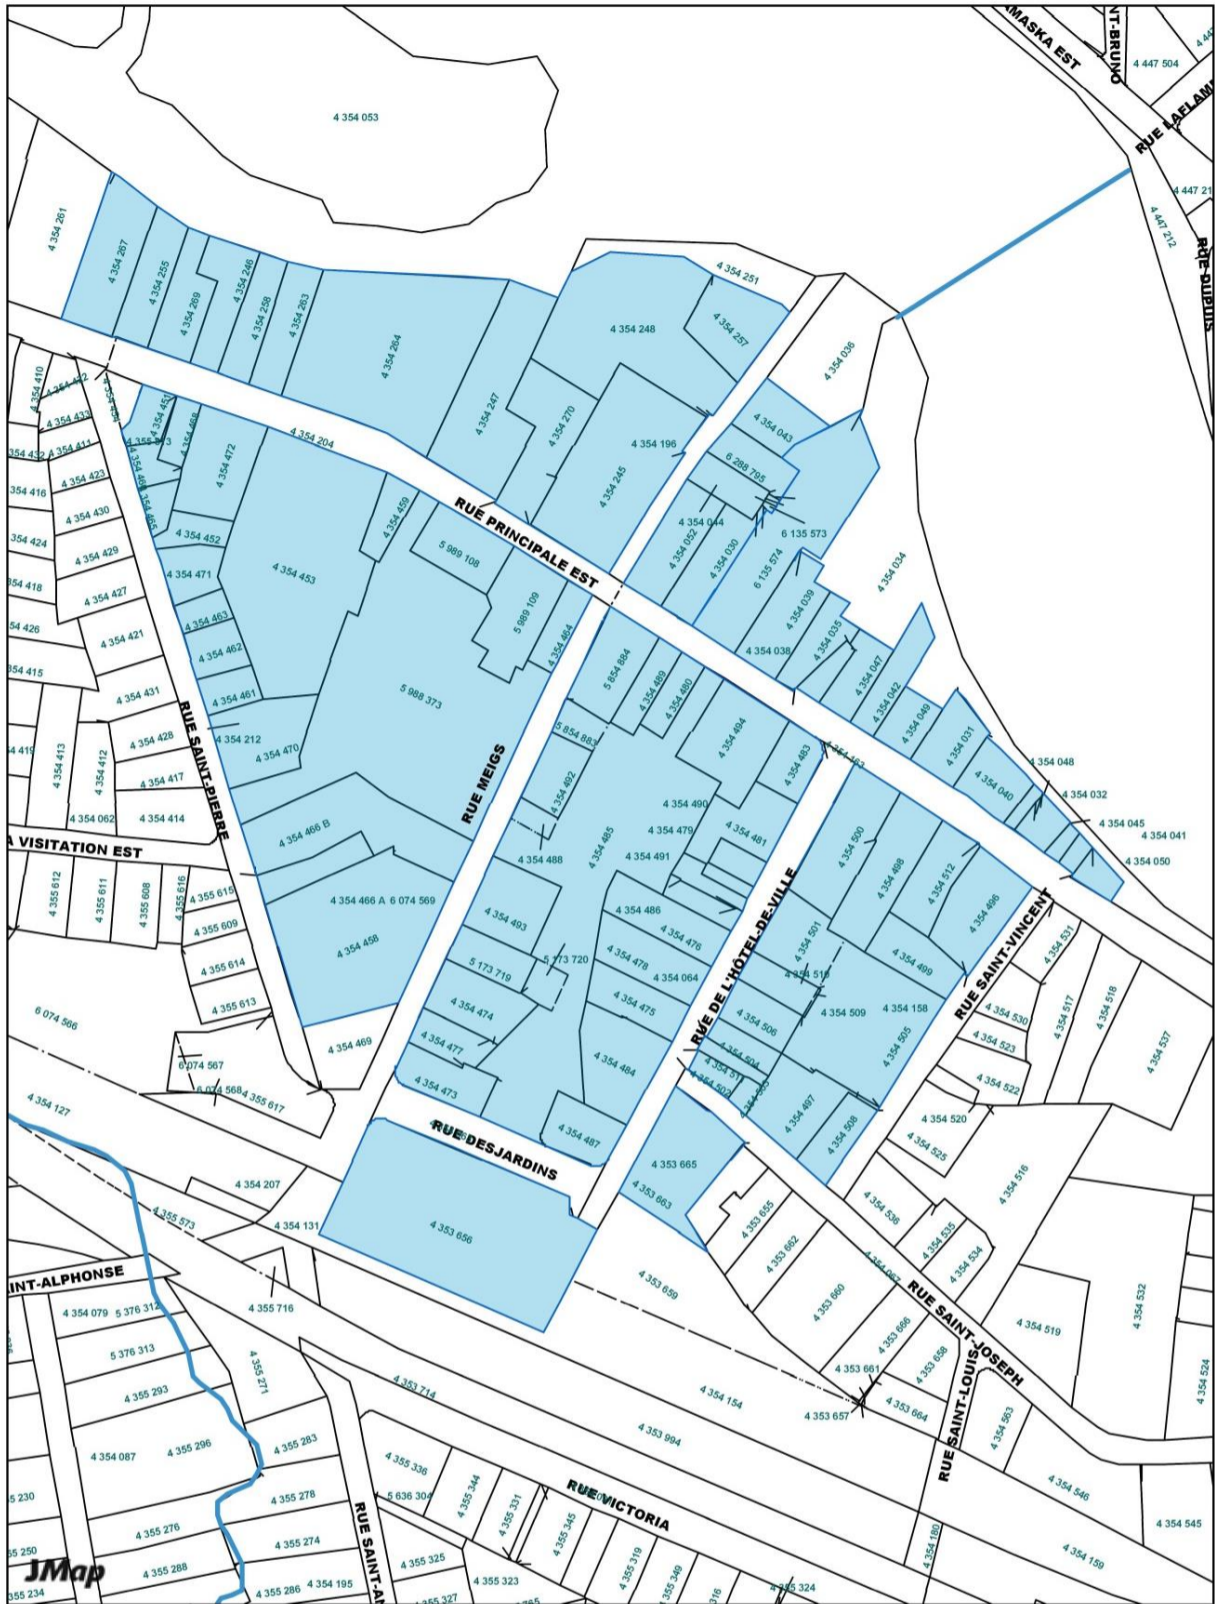 4 354 053
4 447 504
RUE LAFLAM
4 447 21
4 447 212
RUE DUPUIS
4 354 261
4 354 267
4 354 255
4 354 269
4 354 246
4 354 258
4 354 263
4 354 264
4 354 247
4 354 270
4 354 248
4 354 257
4 354 251
4 354 036
4 354 196
4 354 245
4 354 043
6 288 795
4 354 044
4 354 052
4 354 030
6 135 573
6 135 574
4 354 034
4 354 039
4 354 035
4 354 038
4 354 047
4 354 042
4 354 049
4 354 031
4 354 040
4 354 048
4 354 032
4 354 045
4 354 041
4 354 050
4 354 204
RUE PRINCIPALE EST
4 354 410
4 354 433
4 354 411
4 354 423
354 416
4 354 430
354 424
4 354 429
354 418
4 354 427
54 426
4 354 421
54 415
4 354 431
4 354 428
4 354 417
4 354 414
4 354 413
4 354 412
4 354 062
4 354 451
4 354 468
4 354 472
4 354 465
4 354 452
4 354 453
4 354 471
4 354 463
4 354 462
4 354 461
4 354 212
4 354 470
4 354 459
5 989 108
5 989 109
4 354 464
5 988 373
RUE SAINT-PIERRE
RUE MEIGS
4 354 466 B
4 354 466 A
6 074 569
4 354 458
4 354 469
A VISITATION EST
4 355 612
4 355 611
4 355 608
4 355 616
4 355 615
4 355 609
4 355 614
4 355 613
6 074 566
6 074 567
6 074 568
4 355 617
4 354 127
5 854 884
4 354 489
4 354 480
5 854 883
4 354 492
4 354 494
4 354 483
4 354 490
4 354 479
4 354 481
4 354 485
4 354 491
4 354 488
4 354 486
4 354 476
4 354 493
4 354 478
4 354 064
5 173 720
5 173 719
4 354 475
4 354 474
4 354 477
4 354 484
4 354 473
4 354 487
RUE DE L'HÔTEL-DE-VILLE
4 354 500
4 354 498
4 354 512
4 354 496
4 354 501
4 354 499
4 354 509
4 354 158
4 354 506
4 354 505
4 354 504
4 354 502
4 354 497
4 354 508
RUE SAINT-VINCENT
4 354 531
4 354 517
4 354 518
4 354 537
4 354 530
4 354 523
4 354 522
4 354 520
4 354 525
4 354 516
4 354 536
4 354 535
4 354 534
4 354 532
4 354 519
4 354 524
RUE DESJARDINS
4 353 656
4 353 665
4 353 663
4 353 655
4 353 662
4 353 659
4 353 660
4 353 666
4 353 661
4 353 658
4 353 657
4 353 664
RUE SAINT-JOSEPH
RUE SAINT-LOUIS
4 354 563
4 354 546
4 354 545
4 354 159
4 354 180
4 354 154
4 353 994
4 353 714
4 354 207
4 354 131
4 355 573
4 355 716
INT-ALPHONSE
4 354 079
5 376 312
5 376 313
4 355 293
4 354 087
4 355 296
4 355 271
4 355 283
4 355 278
4 355 276
4 355 274
4 355 288
4 355 286
4 354 195
5 230
5 250
355 234
RUE SAINT-AN
4 355 336
5 636 304
4 355 344
4 355 331
4 355 345
RUE VICTORIA
4 355 325
4 355 323
4 355 319
4 355 349
4 355 324
355 327
JMap